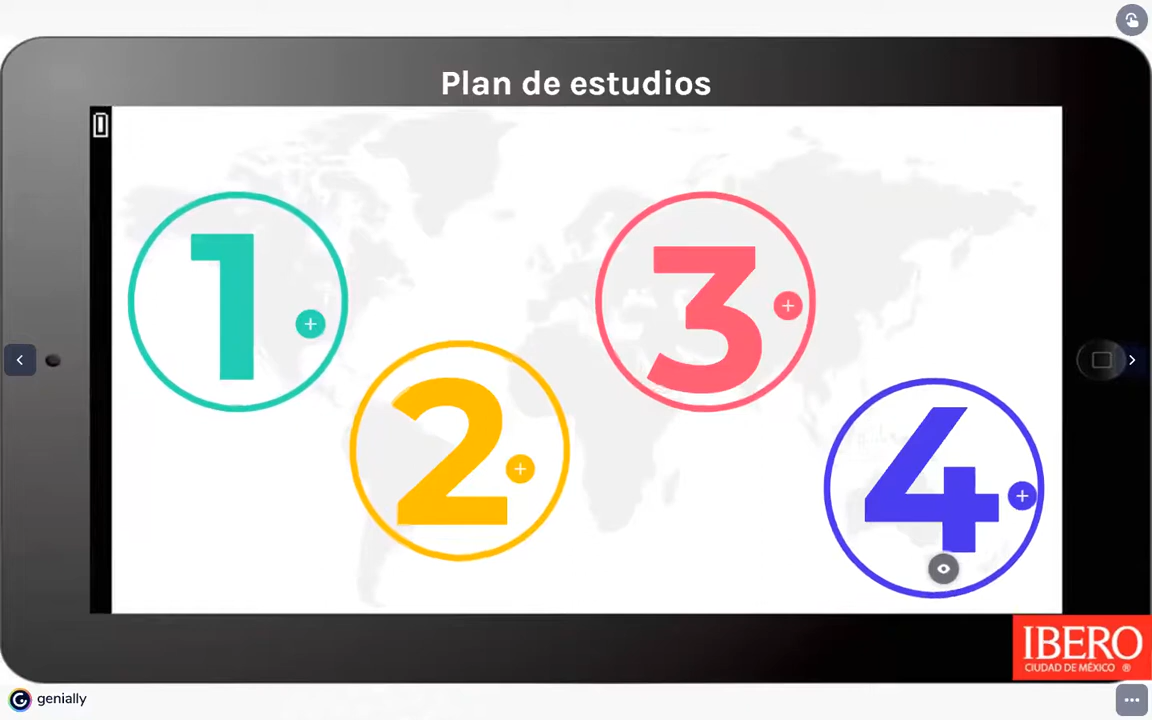 Plan de estudios
1
3
2
4
IBERO
CIUDAD DE MÉXICO ®
genially